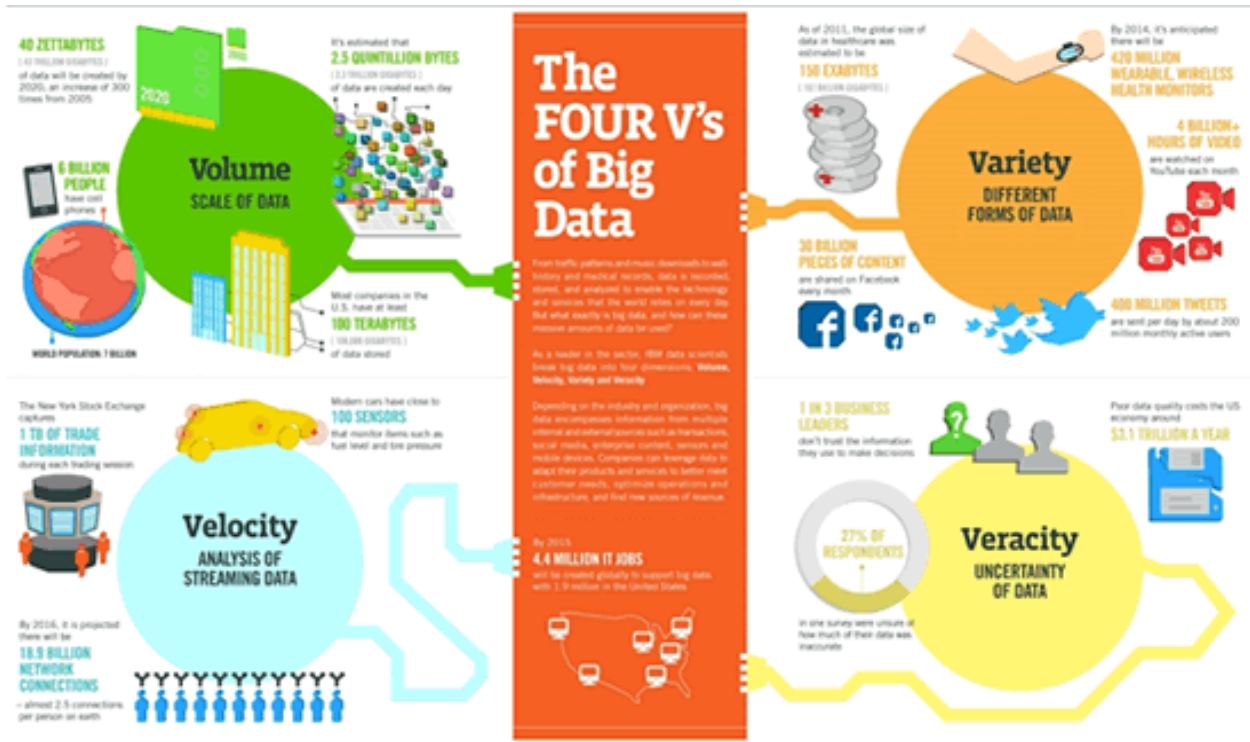 The
FOUR V's
of Big
Data
From traffic patterns and music downloads to web
history and medical records, data is recorded,
stored, and analyzed to enable the technology
and services that the world relies on every day.
But what exactly is big data, and how can these
massive amounts of data be used?
As a leader in the sector, IBM data scientists
break big data into four dimensions: Volume,
Velocity, Variety and Veracity
Depending on the industry and organization, big
data encompasses information from multiple
internal and external sources such as transactions,
social media, enterprise content, sensors and
mobile devices. Companies can leverage data to
adapt their products and services to better meet
customer needs, optimize operations and
infrastructure, and find new sources of revenue.
By 2015
4.4 MILLION IT JOBS
will be created globally to support big data,
with 1.9 million in the United States
40 ZETTABYTES
of data will be created by
2020, an increase of 300
times from 2005
2020
It's estimated that
2.5 QUINTILLION BYTES
of data are created each day
Volume
SCALE OF DATA
6 BILLION
PEOPLE
have cell
phones
WORLD POPULATION: 7 BILLION
Most companies in the
U.S. have at least
100 TERABYTES
of data stored
As of 2011, the global size of
data in healthcare was
estimated to be
150 EXABYTES
By 2014, it's anticipated
there will be
420 MILLION
WEARABLE, WIRELESS
HEALTH MONITORS
Variety
DIFFERENT
FORMS OF DATA
4 BILLION+
HOURS OF VIDEO
are watched on
YouTube each month
30 BILLION
PIECES OF CONTENT
are shared on Facebook
every month
400 MILLION TWEETS
are sent per day by about 200
million monthly active users
The New York Stock Exchange
captures
1 TB OF TRADE
INFORMATION
during each trading session
Modern cars have close to
100 SENSORS
that monitor items such as
fuel level and tire pressure
Velocity
ANALYSIS OF
STREAMING DATA
By 2016, it is projected
there will be
18.9 BILLION
NETWORK
CONNECTIONS
– almost 2.5 connections
per person on earth
1 IN 3 BUSINESS
LEADERS
don't trust the information
they use to make decisions
?
Poor data quality costs the US
economy around
$3.1 TRILLION A YEAR
27% OF
RESPONDENTS
in one survey were unsure of
how much of their data was
inaccurate
Veracity
UNCERTAINTY
OF DATA